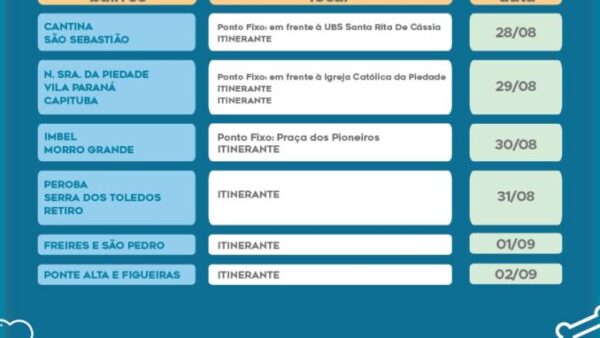 bairros
local
data
CANTINA
SÃO SEBASTIÃO
Ponto Fixo: em frente à UBS Santa Rita De Cássia
ITINERANTE
28/08
N. SRA. DA PIEDADE
VILA PARANÁ
CAPITUBA
Ponto Fixo: em frente à Igreja Católica da Piedade
ITINERANTE
ITINERANTE
29/08
IMBEL
MORRO GRANDE
Ponto Fixo: Praça dos Pioneiros
ITINERANTE
30/08
PEROBA
SERRA DOS TOLEDOS
RETIRO
ITINERANTE
31/08
FREIRES E SÃO PEDRO
ITINERANTE
01/09
PONTE ALTA E FIGUEIRAS
ITINERANTE
02/09